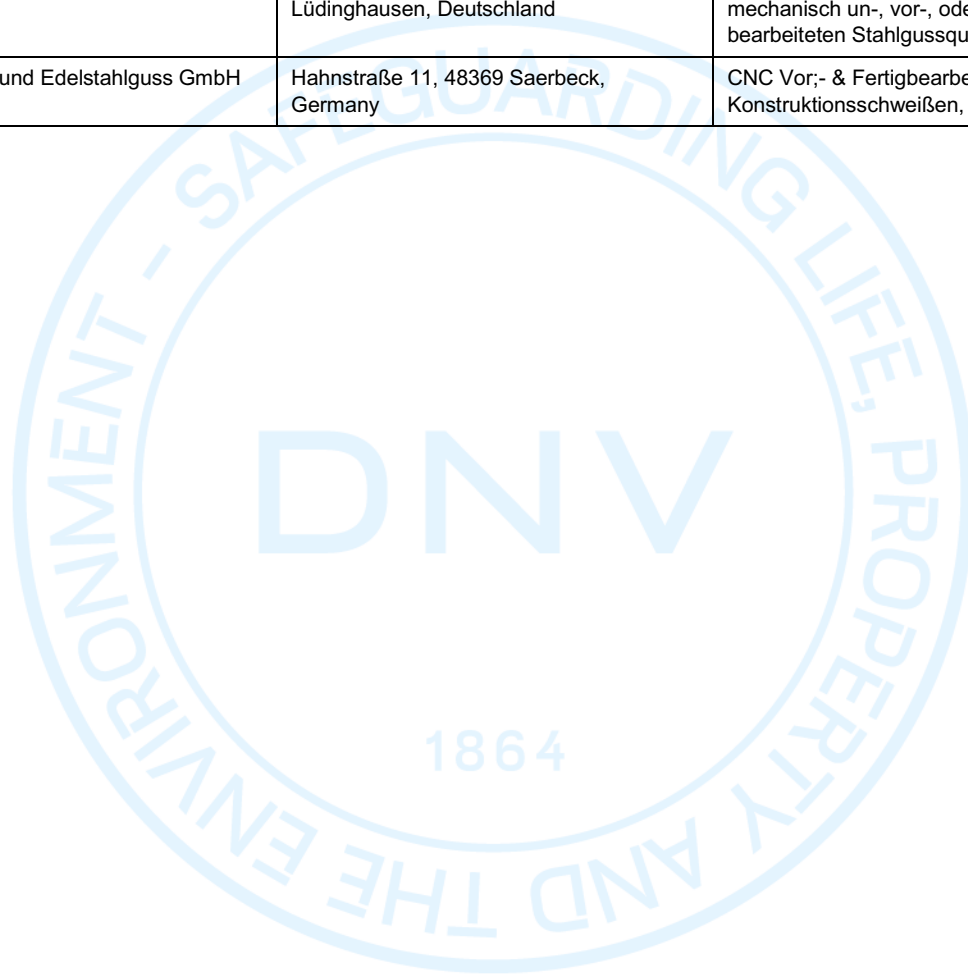 Lüdinghausen, Deutschland
mechanisch un-, vor-, ode
bearbeiteten Stahlgussqu
und Edelstahlguss GmbH
Hahnstraße 11, 48369 Saerbeck,
Germany
CNC Vor;- & Fertigbearbe
Konstruktionsschweißen,
SAFEGUARDING LIFE, PROPERTY AND THE ENVIRONMENT -
DNV
1864